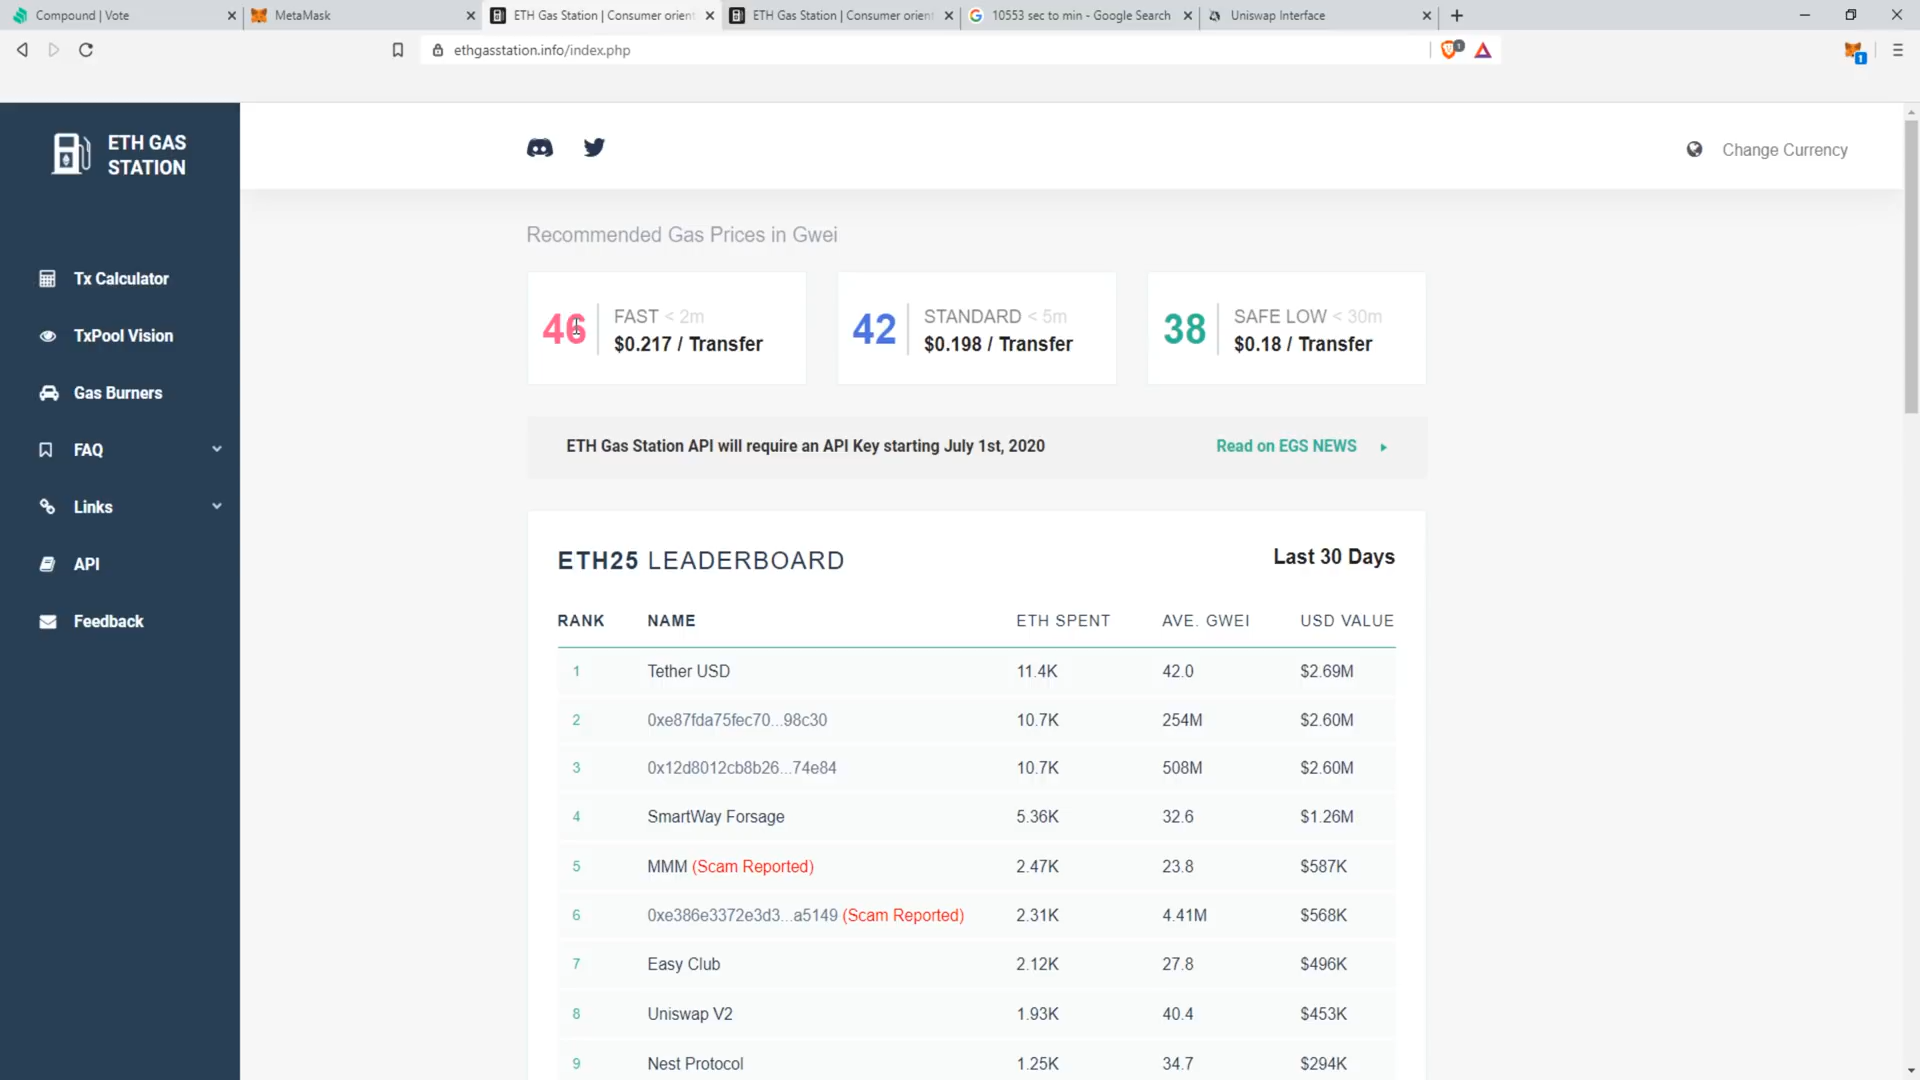 Compound | Vote
MetaMask
ETH Gas Station | Consumer orien
ETH Gas Station | Consumer orien
10553 sec to min - Google Search
Uniswap Interface
ethgasstation.info/index.php
1
1
ETH GAS
STATION
Change Currency
Tx Calculator
TxPool Vision
Gas Burners
FAQ
Links
API
Feedback
Recommended Gas Prices in Gwei
46
FAST < 2m
$0.217 / Transfer
42
STANDARD < 5m
$0.198 / Transfer
38
SAFE LOW < 30m
$0.18 / Transfer
ETH Gas Station API will require an API Key starting July 1st, 2020
Read on EGS NEWS
ETH25 LEADERBOARD
Last 30 Days
RANK NAME ETH SPENT AVE. GWEI USD VALUE
1 Tether USD 11.4K 42.0 $2.69M
2 0xe87fda75fec70...98c30 10.7K 254M $2.60M
3 0x12d8012cb8b26...74e84 10.7K 508M $2.60M
4 SmartWay Forsage 5.36K 32.6 $1.26M
5 MMM (Scam Reported) 2.47K 23.8 $587K
6 0xe386e3372e3d3...a5149 (Scam Reported) 2.31K 4.41M $568K
7 Easy Club 2.12K 27.8 $496K
8 Uniswap V2 1.93K 40.4 $453K
9 Nest Protocol 1.25K 34.7 $294K